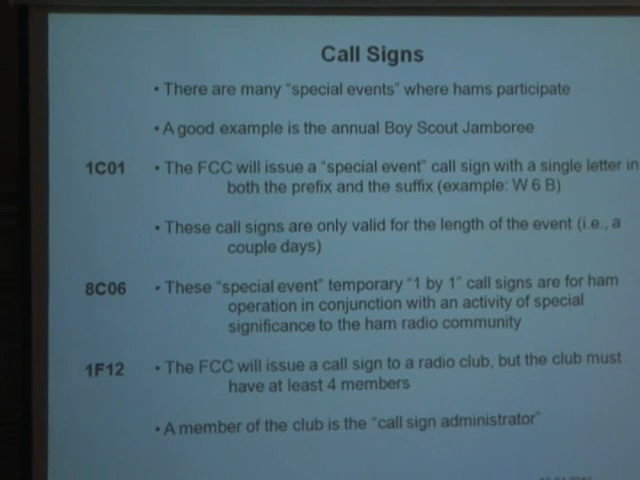 Call Signs
• There are many "special events" where hams participate
• A good example is the annual Boy Scout Jamboree
1C01 • The FCC will issue a "special event" call sign with a single letter in
both the prefix and the suffix (example: W 6 B)
• These call signs are only valid for the length of the event (i.e., a
couple days)
8C06 • These "special event" temporary "1 by 1" call signs are for ham
operation in conjunction with an activity of special
significance to the ham radio community
1F12 • The FCC will issue a call sign to a radio club, but the club must
have at least 4 members
• A member of the club is the "call sign administrator"